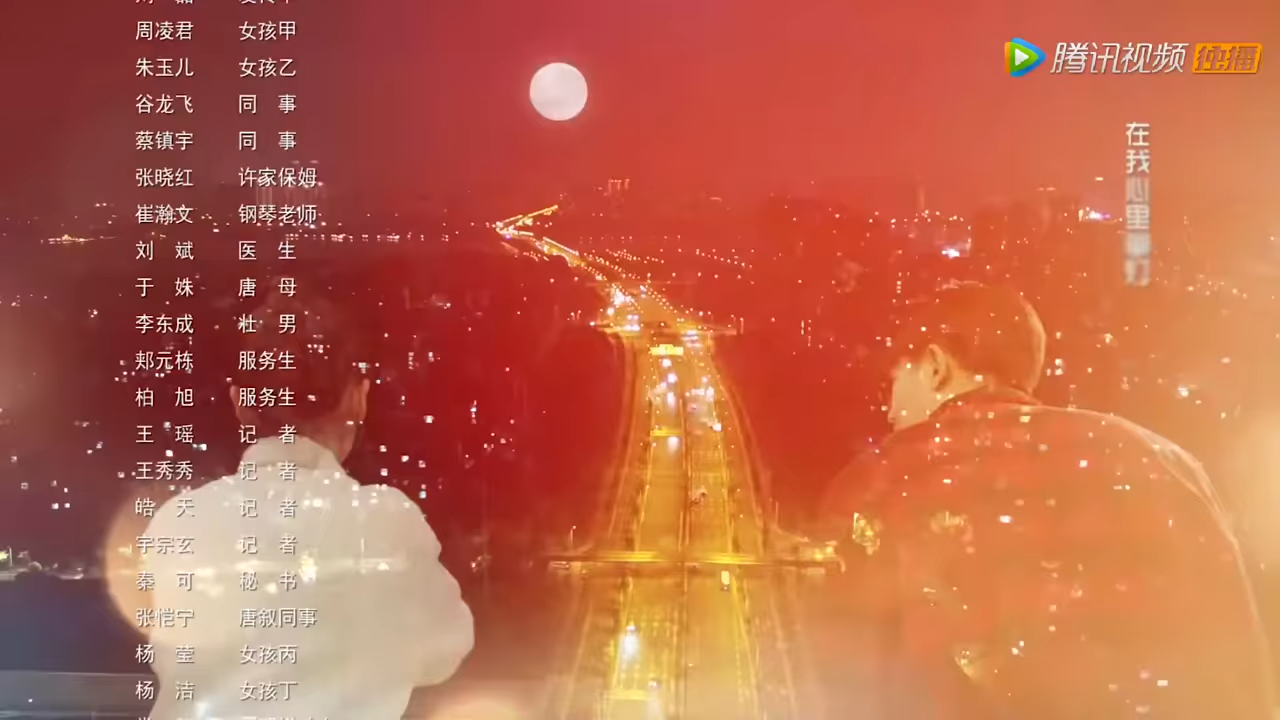 周凌君 女孩甲
朱玉儿 女孩乙
谷龙飞 同 事
蔡镇宇 同 事
张晓红 许家保姆
崔瀚文 钢琴老师
刘 斌 医 生
于 姝 唐 母
李东成 壮 男
郏元栋 服务生
柏 旭 服务生
王 瑶 记 者
王秀秀 记 者
皓 天 记 者
宇宗玄 记 者
秦 可 秘 书
张恺宁 唐叙同事
杨 莹 女孩丙
杨 洁 女孩丁
腾讯视频 独播
在我心里